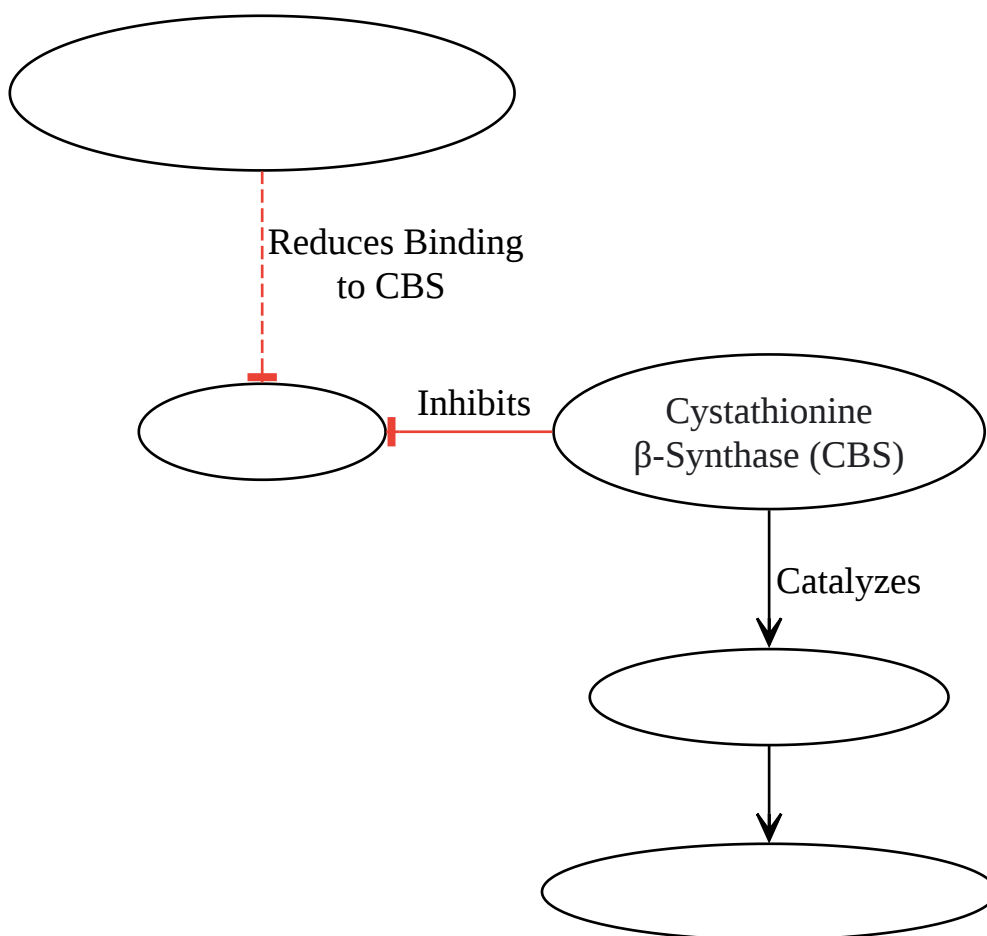 Reduces Binding
to CBS
Inhibits
Cystathionine
β-Synthase (CBS)
Catalyzes